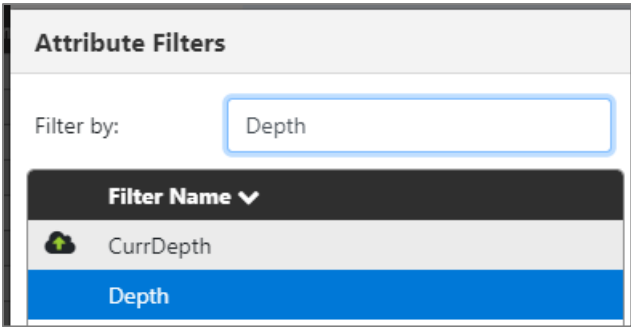 Attribute Filters
Filter by: Depth
Filter Name
CurrDepth
Depth